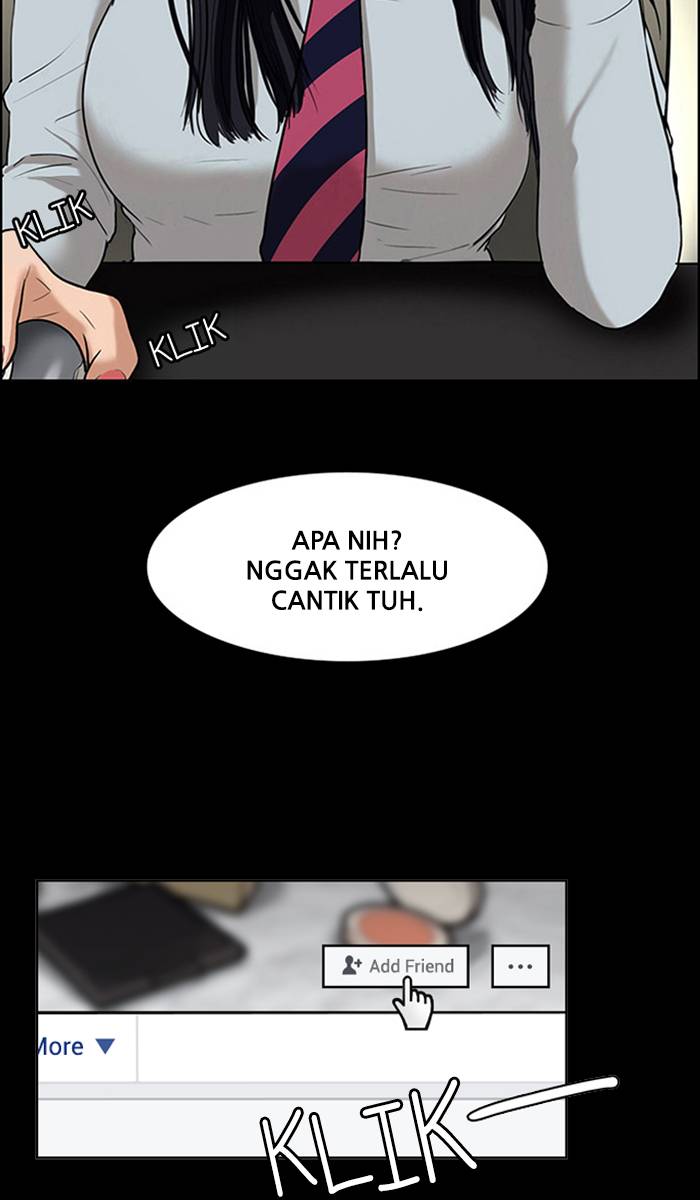 KLIK
KLIK
APA NIH?
NGGAK TERLALU
CANTIK TUH.
Add Friend
More
KLIK